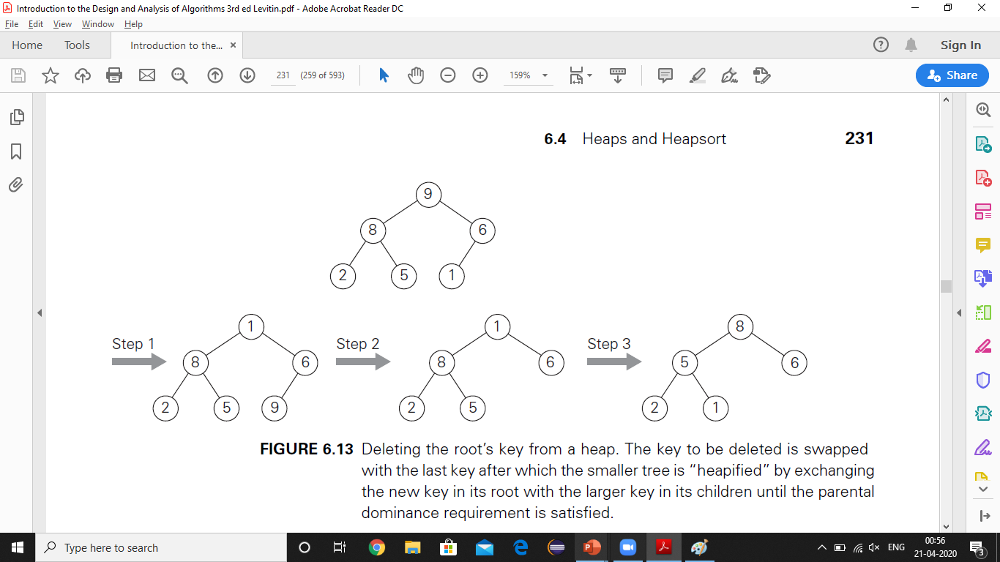 Introduction to the Design and Analysis of Algorithms 3rd ed Levitin.pdf - Adobe Acrobat Reader DC
File Edit View Window Help
Home Tools Introduction to the... ×
Sign In
231 (259 of 593)
159%
Share
6.4 Heaps and Heapsort 231
9
8 6
2 5 1
Step 1
1
8 6
2 5 9
Step 2
1
8 6
2 5
Step 3
8
5 6
2 1
FIGURE 6.13 Deleting the root’s key from a heap. The key to be deleted is swapped
with the last key after which the smaller tree is “heapified” by exchanging
the new key in its root with the larger key in its children until the parental
dominance requirement is satisfied.
Type here to search
ENG
00:56
21-04-2020
3